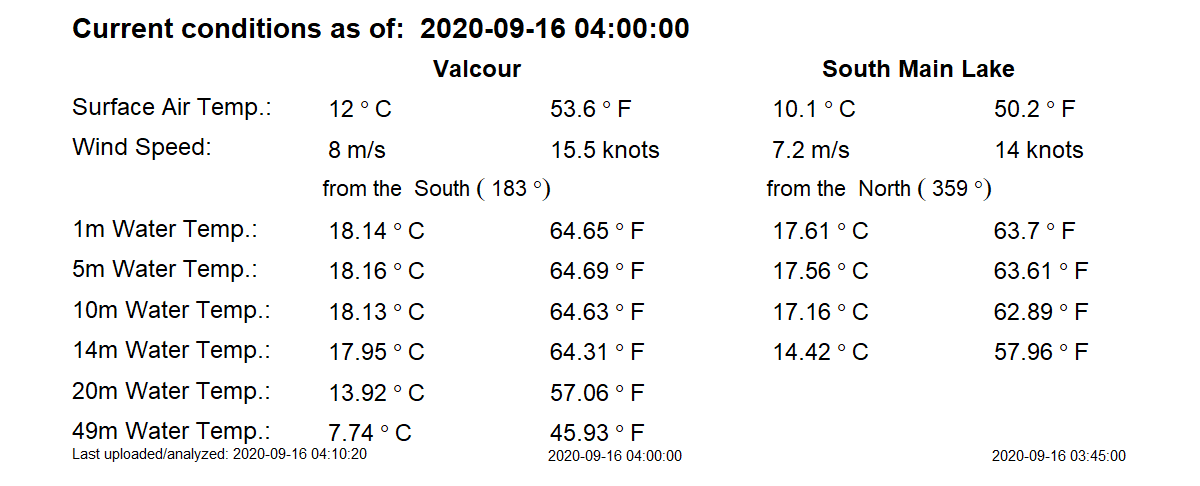 Current conditions as of: 2020-09-16 04:00:00
Valcour South Main Lake
Surface Air Temp.: 12 ° C 53.6 ° F 10.1 ° C 50.2 ° F
Wind Speed: 8 m/s 15.5 knots 7.2 m/s 14 knots
from the South ( 183 °) from the North ( 359 °)
1m Water Temp.: 18.14 ° C 64.65 ° F 17.61 ° C 63.7 ° F
5m Water Temp.: 18.16 ° C 64.69 ° F 17.56 ° C 63.61 ° F
10m Water Temp.: 18.13 ° C 64.63 ° F 17.16 ° C 62.89 ° F
14m Water Temp.: 17.95 ° C 64.31 ° F 14.42 ° C 57.96 ° F
20m Water Temp.: 13.92 ° C 57.06 ° F
49m Water Temp.: 7.74 ° C 45.93 ° F
Last uploaded/analyzed: 2020-09-16 04:10:20 2020-09-16 04:00:00 2020-09-16 03:45:00